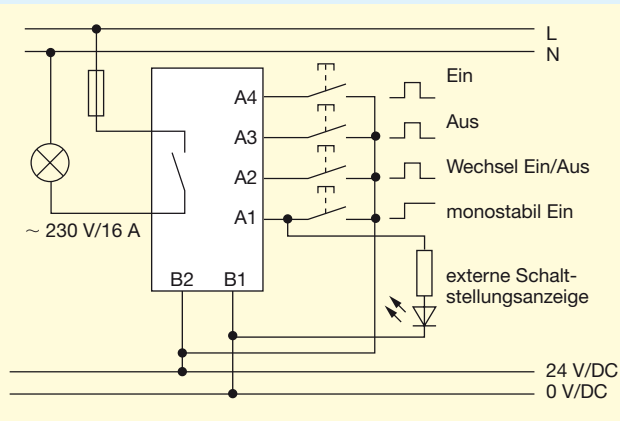 L
N
A4
Ein
A3
Aus
A2
Wechsel Ein/Aus
A1
monostabil Ein
~ 230 V/16 A
B2 B1
externe Schalt-
stellungsanzeige
24 V/DC
0 V/DC